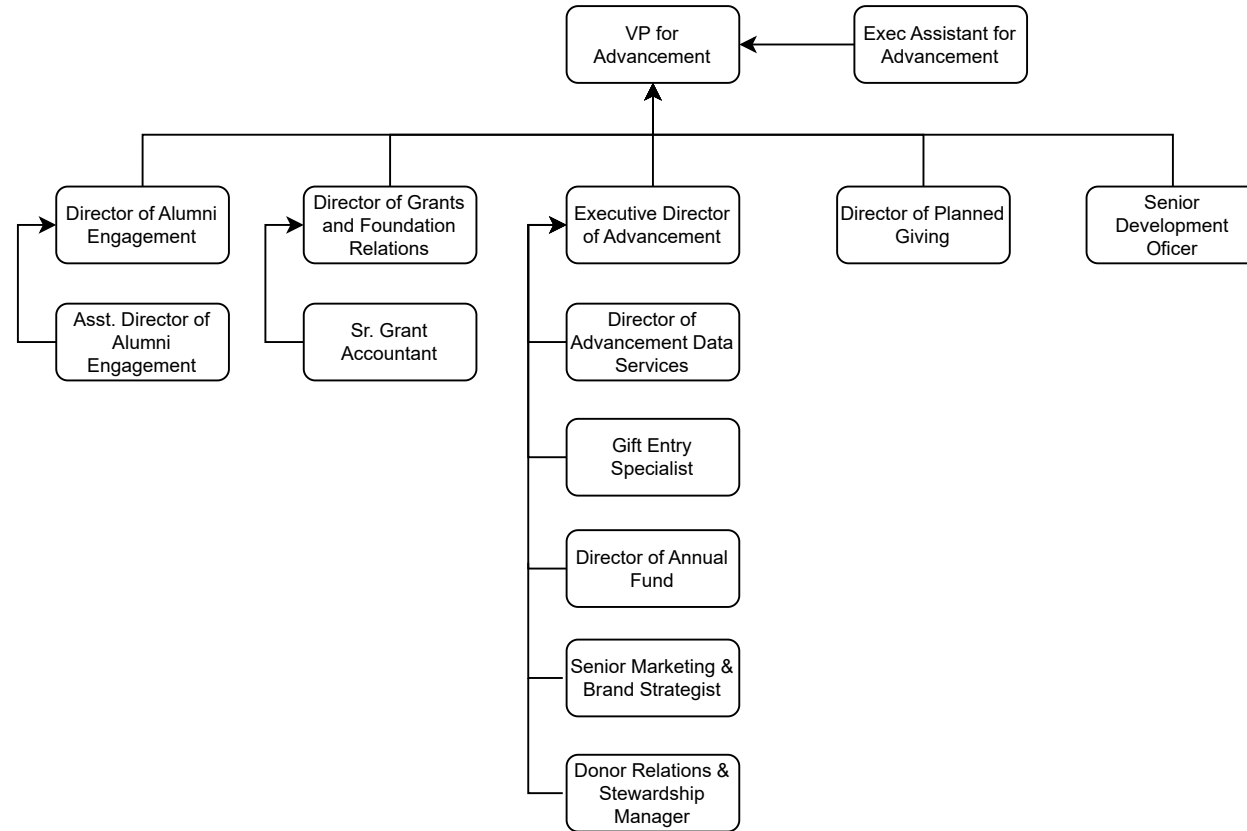 VP for
Advancement
Exec Assistant for
Advancement
Director of Alumni
Engagement
Director of Grants
and Foundation
Relations
Executive Director
of Advancement
Director of Planned
Giving
Senior
Development
Oficer
Asst. Director of
Alumni
Engagement
Sr. Grant
Accountant
Director of
Advancement Data
Services
Gift Entry
Specialist
Director of Annual
Fund
Senior Marketing &
Brand Strategist
Donor Relations &
Stewardship
Manager